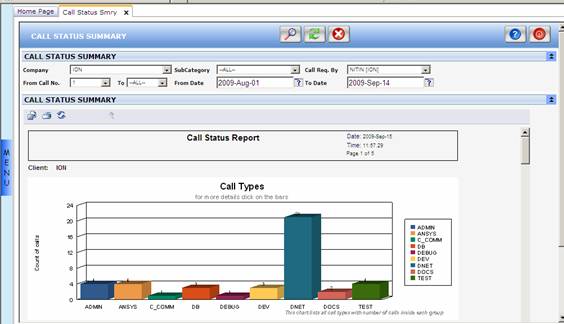 Home Page Call Status Smry x
CALL STATUS SUMMARY
CALL STATUS SUMMARY
Company ION SubCategory --ALL-- Call Req. By NITIN [ION]
From Call No. 1 To --ALL-- From Date 2009-Aug-01 ? To Date 2009-Sep-14 ?
CALL STATUS SUMMARY
Call Status Report
Date: 2009-Sep-15
Time: 11:57:29
Page 1 of 5
Client: ION
MENU
Call Types
for more details click on the bars
Count of calls
24
20
16
12
8
4
0
ADMIN ANSYS C_COMM DB DEBUG DEV DNET DOCS TEST
ADMIN
ANSYS
C_COMM
DB
DEBUG
DEV
DNET
DOCS
TEST
This chart lists all call types with number of calls inside each group